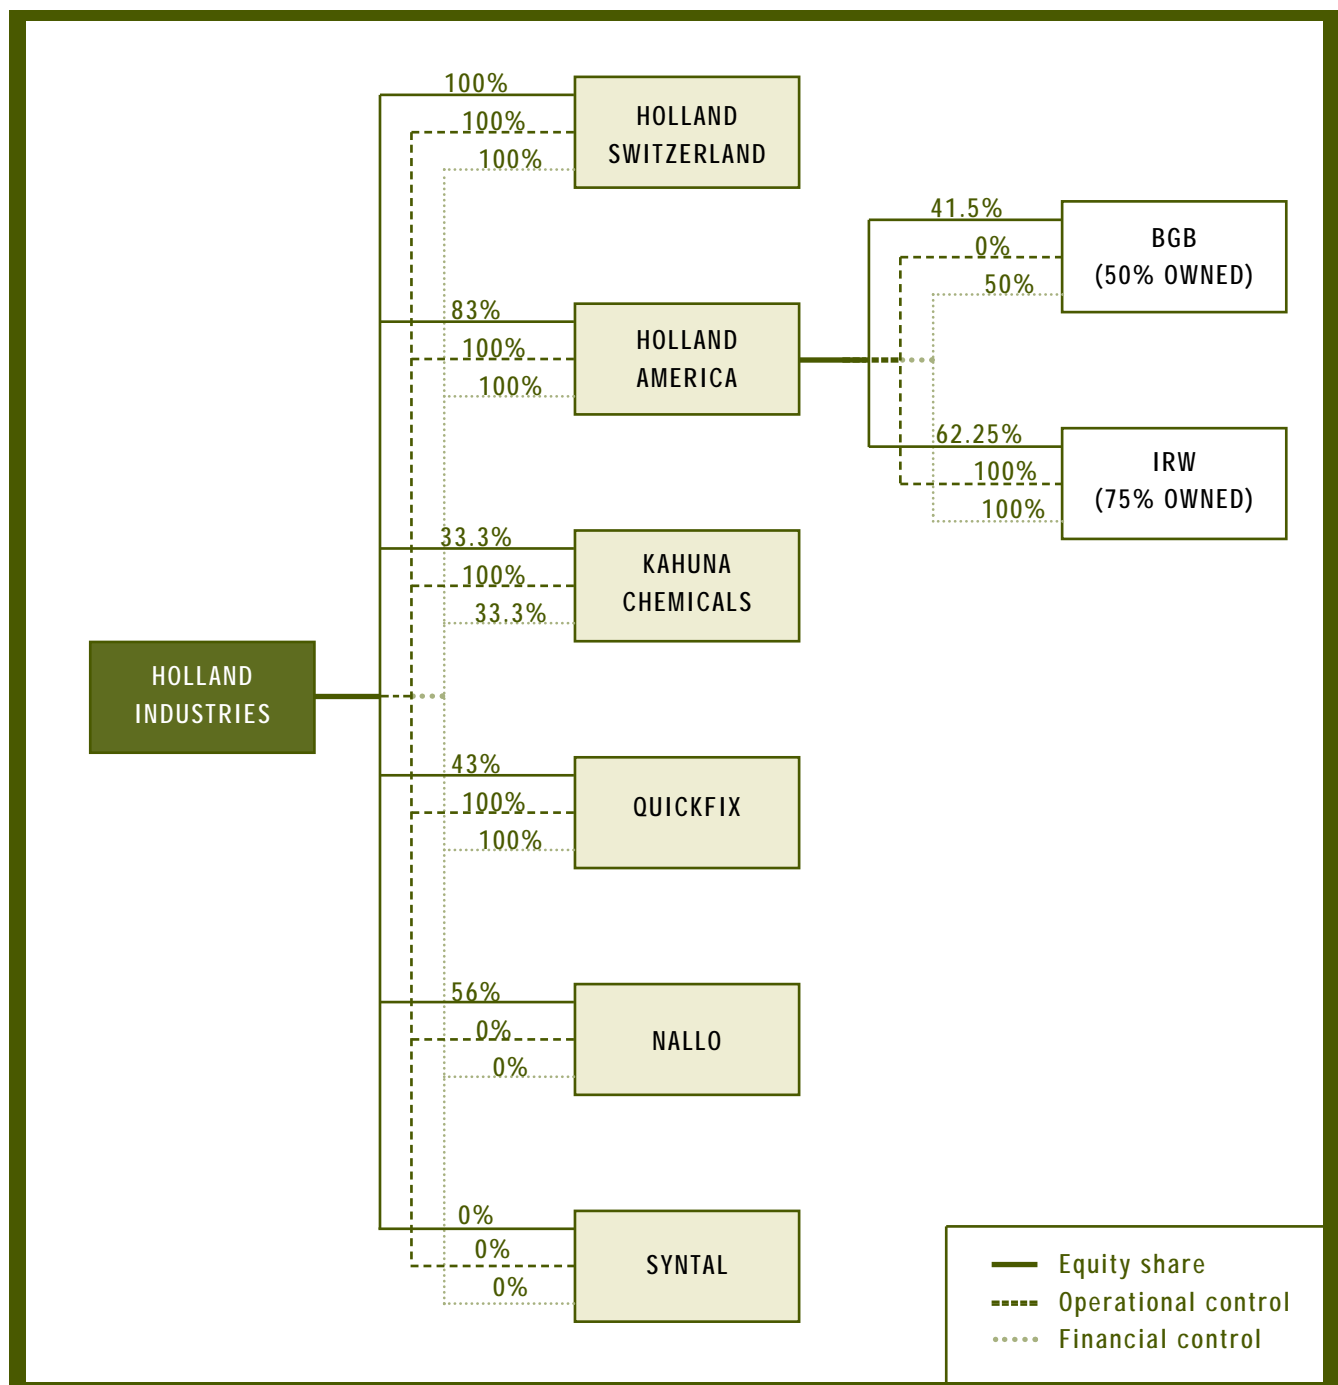 100%
100%
100%
HOLLAND
SWITZERLAND
41.5%
0%
50%
BGB
(50% OWNED)
83%
100%
100%
HOLLAND
AMERICA
62.25%
100%
100%
IRW
(75% OWNED)
33.3%
100%
33.3%
KAHUNA
CHEMICALS
HOLLAND
INDUSTRIES
43%
100%
100%
QUICKFIX
56%
0%
0%
NALLO
0%
0%
0%
SYNTAL
Equity share
Operational control
Financial control